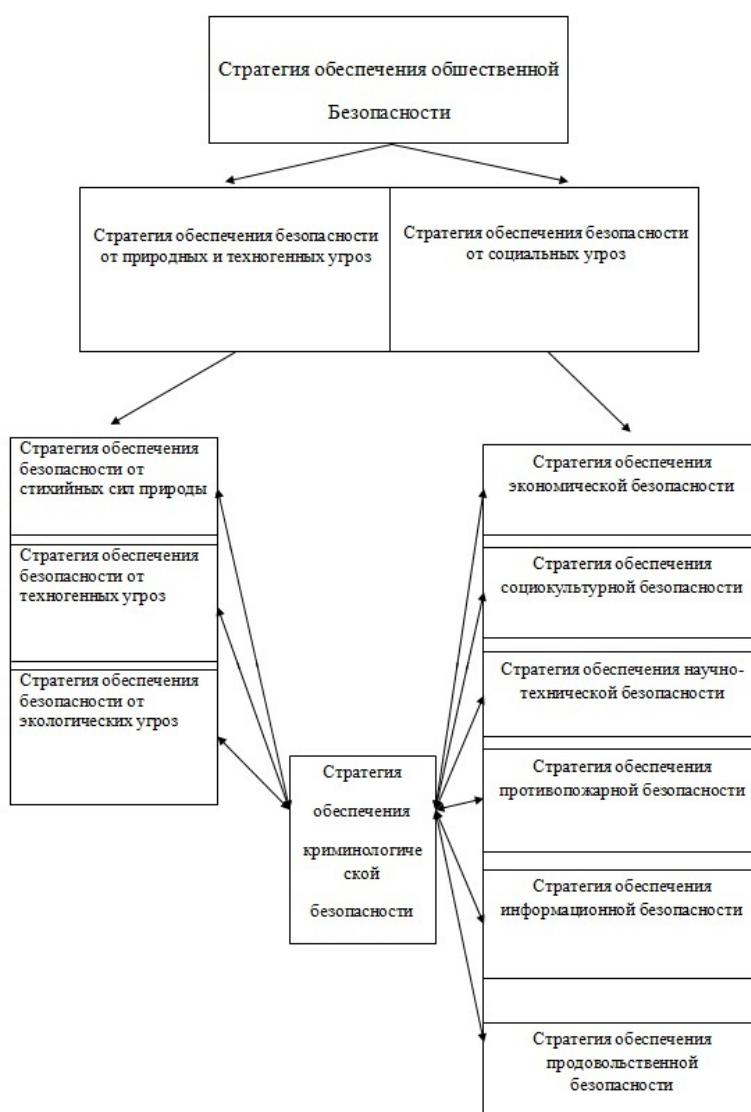 Стратегия обеспечения обшественной
Безопасности
Стратегия обеспечения безопасности
от природных и техногенных угроз
Стратегия обеспечения безопасности
от социальных угроз
Стратегия обеспечения
безопасности от
стихийных сил природы
Стратегия обеспечения
безопасности от
техногенных угроз
Стратегия обеспечения
безопасности от
экологических угроз
Стратегия
обеспечения
криминологиче
ской
безопасности
Стратегия обеспечения
экономической безопасности
Стратегия обеспечения
социокультурной безопасности
Стратегия обеспечения научно-
технической безопасности
Стратегия обеспечения
противопожарной безопасности
Стратегия обеспечения
информационной безопасности
Стратегия обеспечения
продовольственной
безопасности